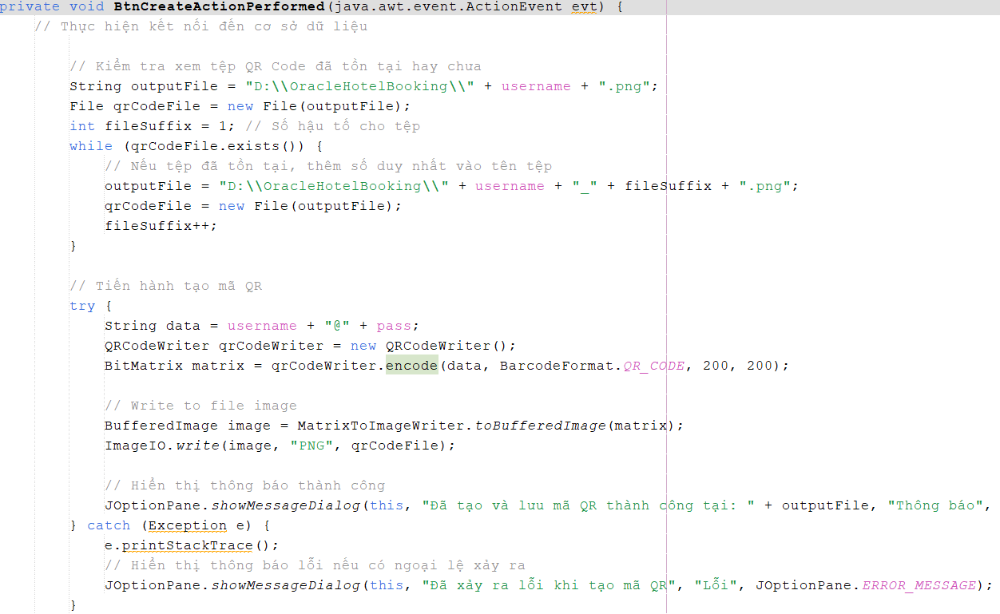 private void BtnCreateActionPerformed(java.awt.event.ActionEvent evt) {
// Thực hiện kết nối đến cơ sở dữ liệu
// Kiểm tra xem tệp QR Code đã tồn tại hay chưa
String outputFile = "D:\\OracleHotelBooking\\" + username + ".png";
File qrCodeFile = new File(outputFile);
int fileSuffix = 1; // Số hậu tố cho tệp
while (qrCodeFile.exists()) {
// Nếu tệp đã tồn tại, thêm số duy nhất vào tên tệp
outputFile = "D:\\OracleHotelBooking\\" + username + "_" + fileSuffix + ".png";
qrCodeFile = new File(outputFile);
fileSuffix++;
}
// Tiến hành tạo mã QR
try {
String data = username + "@" + pass;
QRCodeWriter qrCodeWriter = new QRCodeWriter();
BitMatrix matrix = qrCodeWriter.encode(data, BarcodeFormat.QR_CODE, 200, 200);
// Write to file image
BufferedImage image = MatrixToImageWriter.toBufferedImage(matrix);
ImageIO.write(image, "PNG", qrCodeFile);
// Hiển thị thông báo thành công
JOptionPane.showMessageDialog(this, "Đã tạo và lưu mã QR thành công tại: " + outputFile, "Thông báo",
} catch (Exception e) {
e.printStackTrace();
// Hiển thị thông báo lỗi nếu có ngoại lệ xảy ra
JOptionPane.showMessageDialog(this, "Đã xảy ra lỗi khi tạo mã QR", "Lỗi", JOptionPane.ERROR_MESSAGE);
}